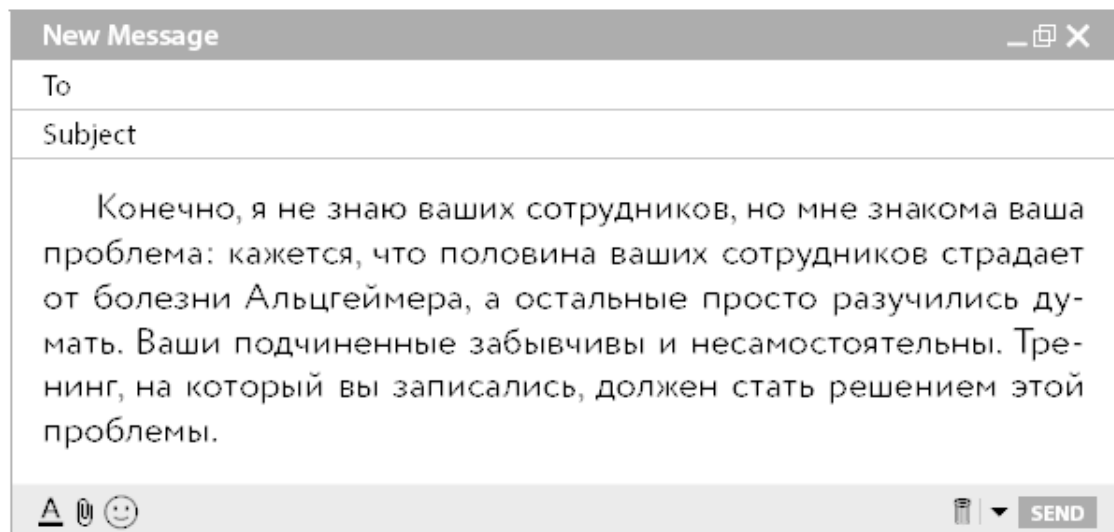 New Message
To
Subject
Конечно, я не знаю ваших сотрудников, но мне знакома ваша
проблема: кажется, что половина ваших сотрудников страдает
от болезни Альцгеймера, а остальные просто разучились ду-
мать. Ваши подчиненные забывчивы и несамостоятельны. Тре-
нинг, на который вы записались, должен стать решением этой
проблемы.
A SEND